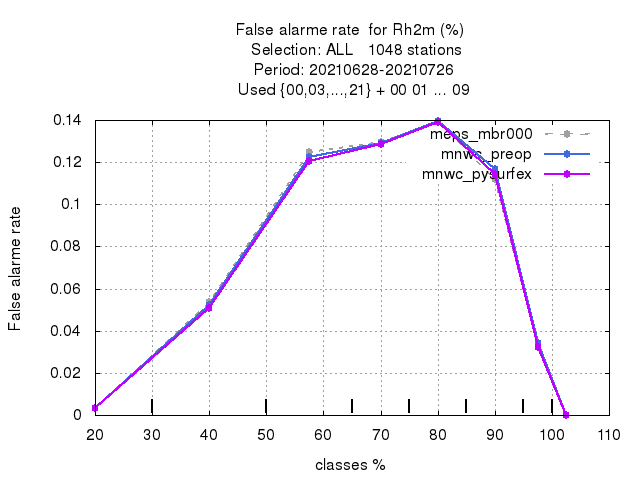 False alarme rate  for Rh2m (%)
Selection: ALL   1048 stations
Period: 20210628-20210726
Used {00,03,...,21} + 00 01 ... 09
meps_mbr000
mnwc_preop
mnwc_pysurfex
False alarme rate
0.14
0.12
0.1
0.08
0.06
0.04
0.02
0
20 30 40 50 60 70 80 90 100 110
classes %